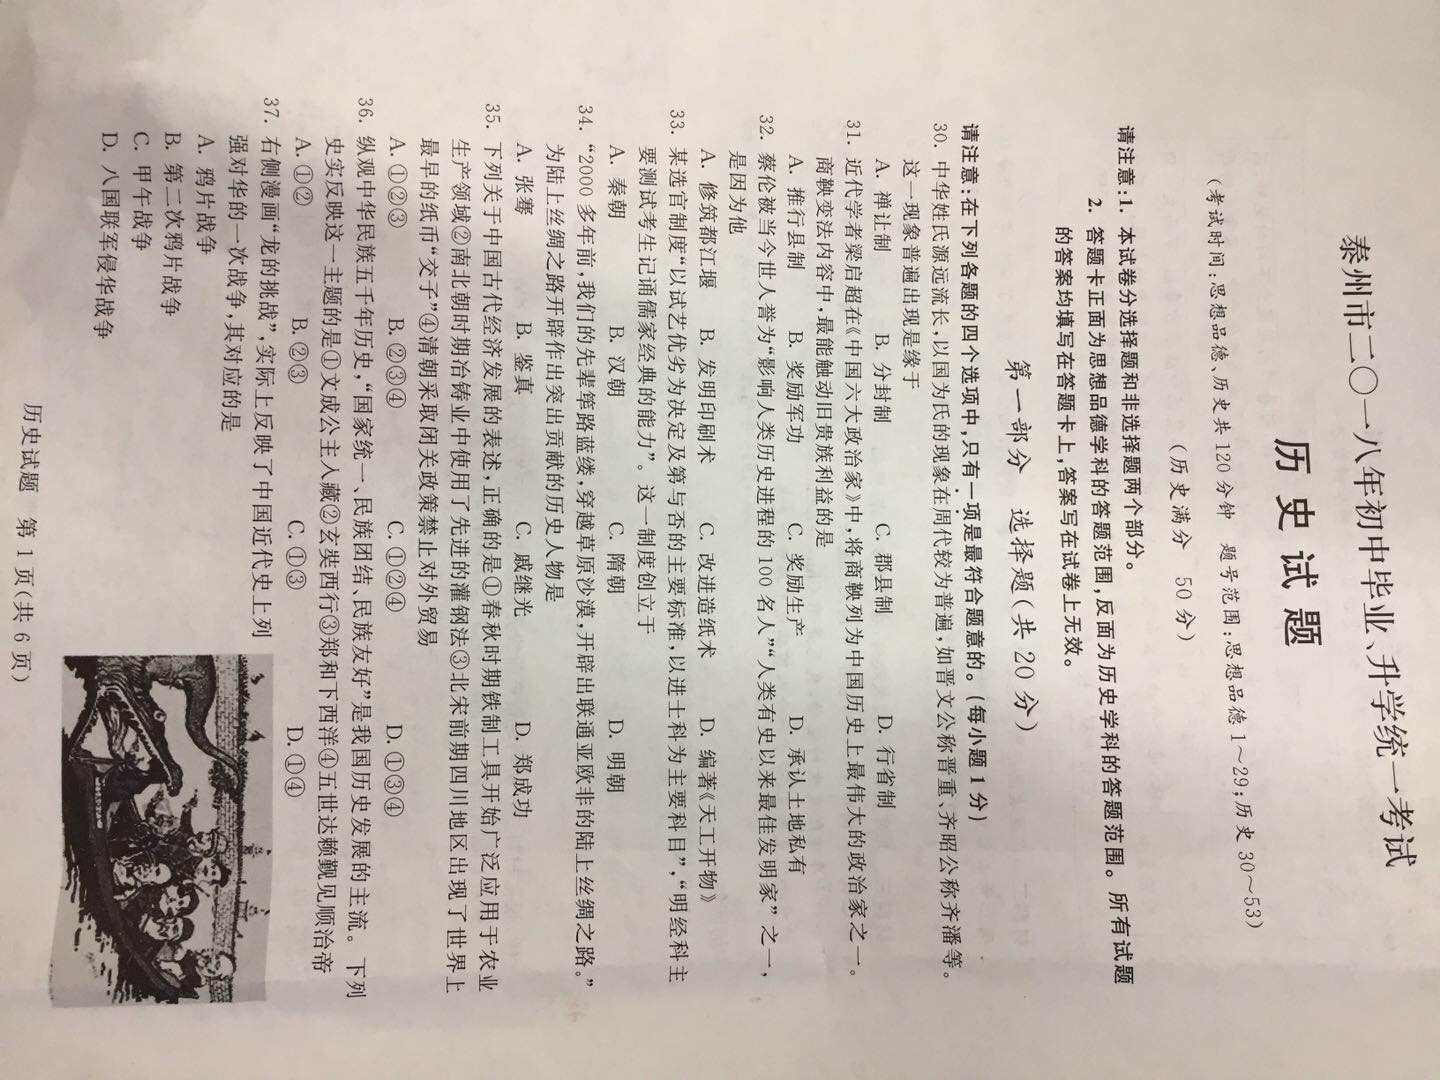 泰州市二〇一八年初中毕业、升学统一考试
历史试题
(考试时间:思想品德、历史共120分钟 题号范围:思想品德1～29;历史30～53)
(历史满分 50分)
请注意:1. 本试卷分选择题和非选择题两个部分。
2. 答题卡正面为思想品德学科的答题范围,反面为历史学科的答题范围。所有试题
的答案均填写在答题卡上,答案写在试卷上无效。
第一部分 选择题(共20分)
请注意:在下列各题的四个选项中,只有一项是最符合题意的。(每小题1分)
30. 中华姓氏源远流长,以国为氏的现象在周代较为普遍,如晋文公称晋重、齐昭公称齐潘等。
这一现象普遍出现是缘于
A. 禅让制 B. 分封制 C. 郡县制 D. 行省制
31. 近代学者梁启超在《中国六大政治家》中,将商鞅列为中国历史上最伟大的政治家之一。
商鞅变法内容中,最能触动旧贵族利益的是
A. 推行县制 B. 奖励军功 C. 奖励生产 D. 承认土地私有
32. 蔡伦被当今世人誉为“影响人类历史进程的100名人”“人类有史以来最佳发明家”之一,
是因为他
A. 修筑都江堰 B. 发明印刷术 C. 改进造纸术 D. 编著《天工开物》
33. 某选官制度“以试艺优劣为决定及第与否的主要标准,以进士科为主要科目”,“明经科主
要测试考生记诵儒家经典的能力”。这一制度创立于
A. 秦朝 B. 汉朝 C. 隋朝 D. 明朝
34. “2000多年前,我们的先辈筚路蓝缕,穿越草原沙漠,开辟出联通亚欧非的陆上丝绸之路。”
为陆上丝绸之路开辟作出突出贡献的历史人物是
A. 张骞 B. 鉴真 C. 戚继光 D. 郑成功
35. 下列关于中国古代经济发展的表述,正确的是①春秋时期铁制工具开始广泛应用于农业
生产领域②南北朝时期冶铸业中使用了先进的灌钢法③北宋前期四川地区出现了世界上
最早的纸币“交子”④清朝采取闭关政策禁止对外贸易
A. ①②③ B. ②③④ C. ①②④ D. ①③④
36. 纵观中华民族五千年历史,“国家统一、民族团结、民族友好”是我国历史发展的主流。下列
史实反映这一主题的是①文成公主入藏②玄奘西行③郑和下西洋④五世达赖觐见顺治帝
A. ①② B. ②③ C. ①③ D. ①④
37. 右侧漫画“龙的挑战”,实际上反映了中国近代史上列
强对华的一次战争,其对应的是
A. 鸦片战争
B. 第二次鸦片战争
C. 甲午战争
D. 八国联军侵华战争
历史试题 第1页(共6页)